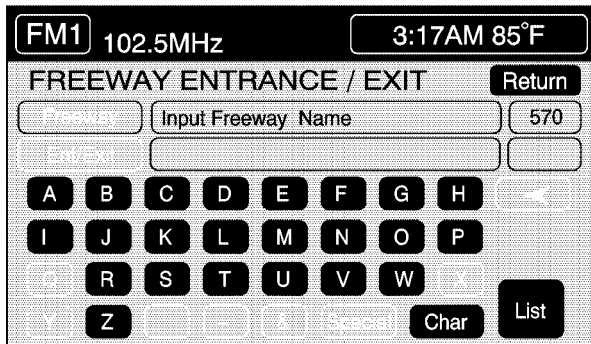 FM1 102.5MHz 3:17AM 85°F
FREEWAY ENTRANCE / EXIT Return
Freeway Input Freeway Name 570
Ent/Exit
A B C D E F G H
I J K L M N O P
Q R S T U V W X
Y Z - & Special Char List